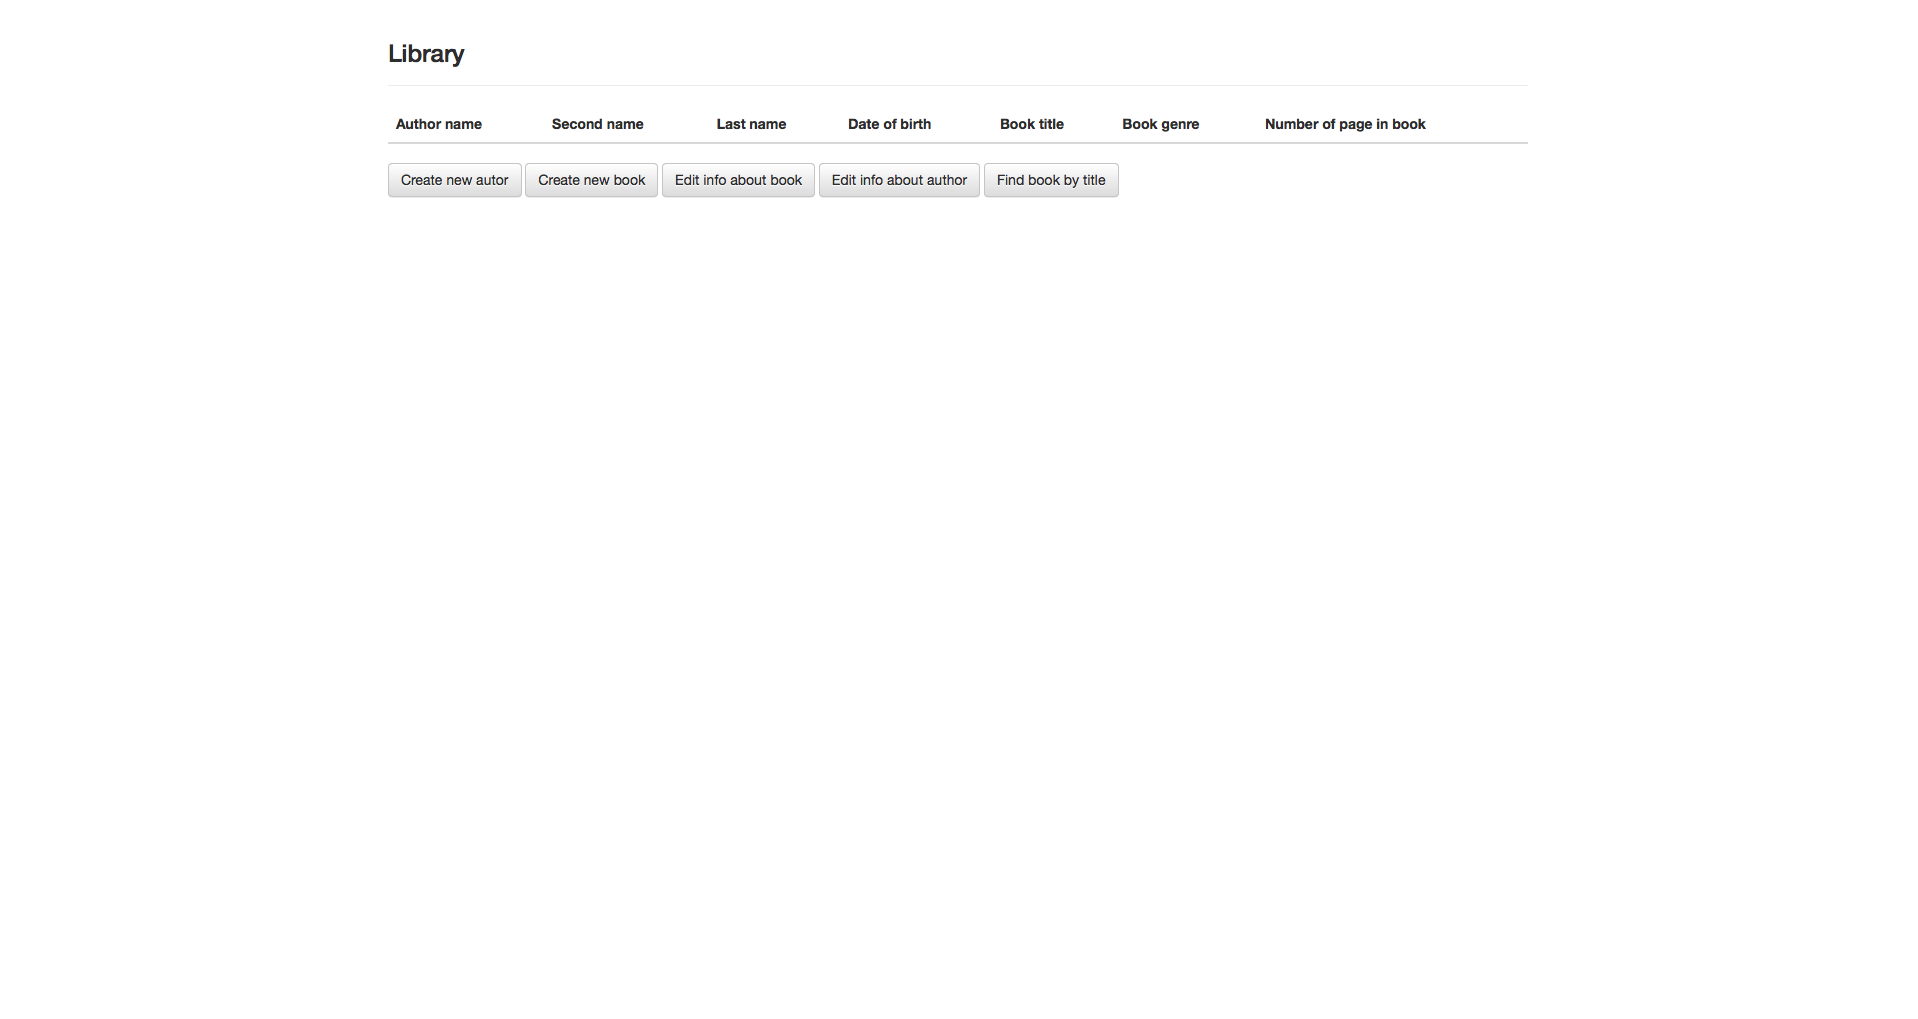 Library
Author name Second name Last name Date of birth Book title Book genre Number of page in book
Create new autor Create new book Edit info about book Edit info about author Find book by title